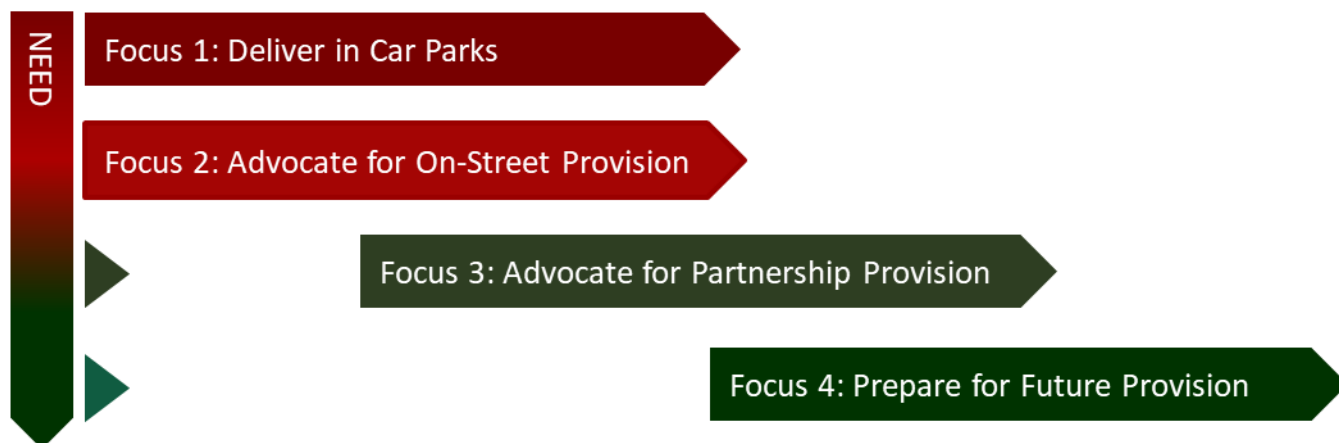 NEED
Focus 1: Deliver in Car Parks
Focus 2: Advocate for On-Street Provision
Focus 3: Advocate for Partnership Provision
Focus 4: Prepare for Future Provision